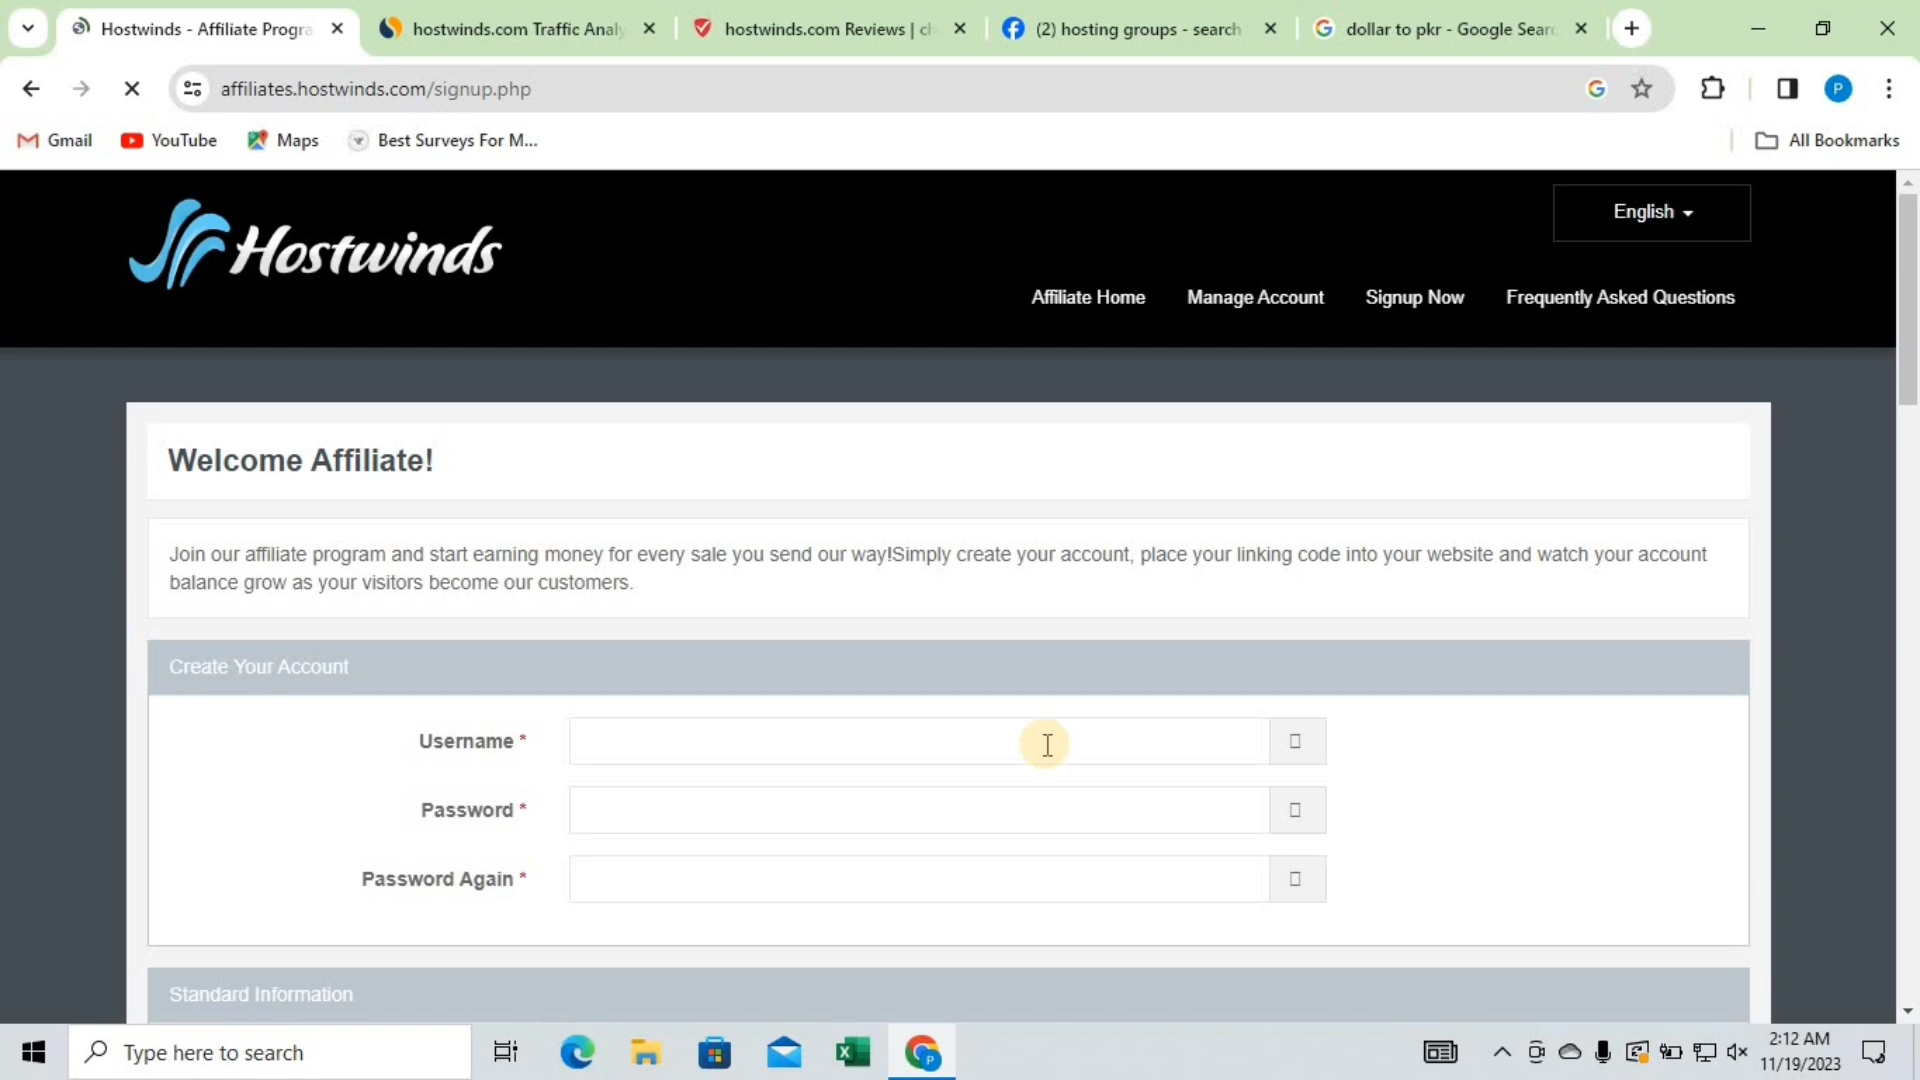 Hostwinds - Affiliate Progra
hostwinds.com Traffic Analy
hostwinds.com Reviews | ch
(2) hosting groups - search
dollar to pkr - Google Sear
affiliates.hostwinds.com/signup.php
P
Gmail
YouTube
Maps
Best Surveys For M...
All Bookmarks
Hostwinds
English
Affiliate Home
Manage Account
Signup Now
Frequently Asked Questions
Welcome Affiliate!
Join our affiliate program and start earning money for every sale you send our way!Simply create your account, place your linking code into your website and watch your account
balance grow as your visitors become our customers.
Create Your Account
Username *
Password *
Password Again *
Standard Information
Type here to search
2:12 AM
11/19/2023